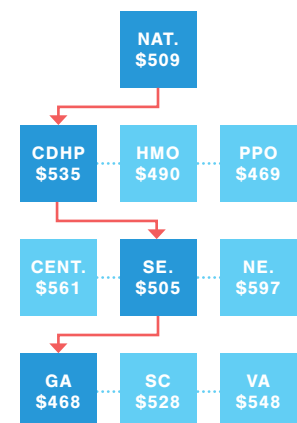 NAT.
$509
CDHP
$535
HMO
$490
PPO
$469
CENT.
$561
SE.
$505
NE.
$597
GA
$468
SC
$528
VA
$548